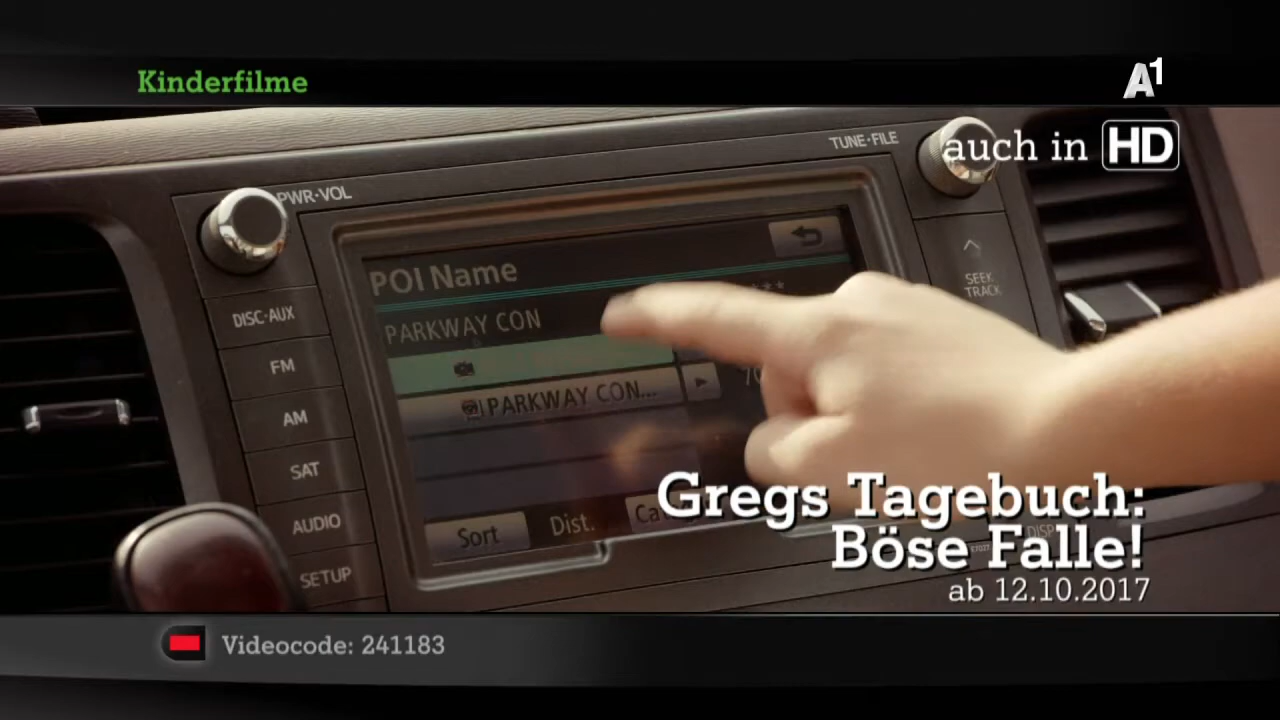 Kinderfilme
A1
auch in HD
TUNE·FILE
PWR·VOL
POI Name
SEEK
TRACK
DISC·AUX
PARKWAY CON
FM
PARKWAY CON...
AM
SAT
AUDIO
Sort
Dist.
SETUP
Gregs Tagebuch:
Böse Falle!
ab 12.10.2017
Videocode: 241183